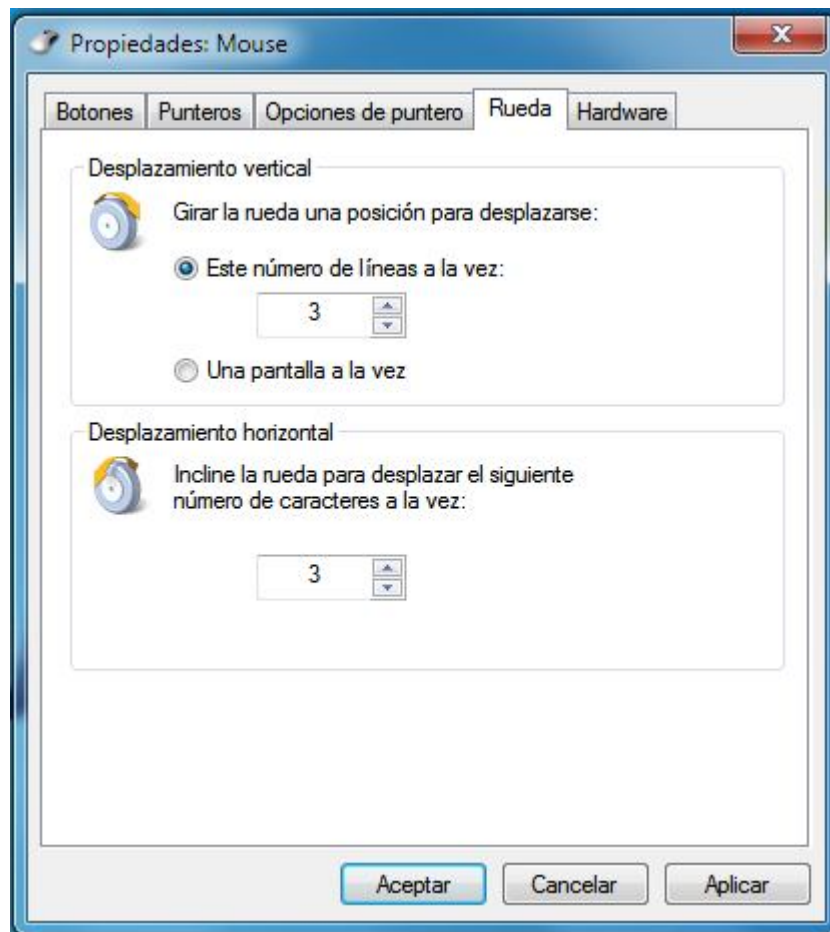 Propiedades: Mouse
Botones Punteros Opciones de puntero Rueda Hardware
Desplazamiento vertical
Girar la rueda una posición para desplazarse:
Este número de líneas a la vez:
3
Una pantalla a la vez
Desplazamiento horizontal
Incline la rueda para desplazar el siguiente
número de caracteres a la vez:
3
Aceptar Cancelar Aplicar